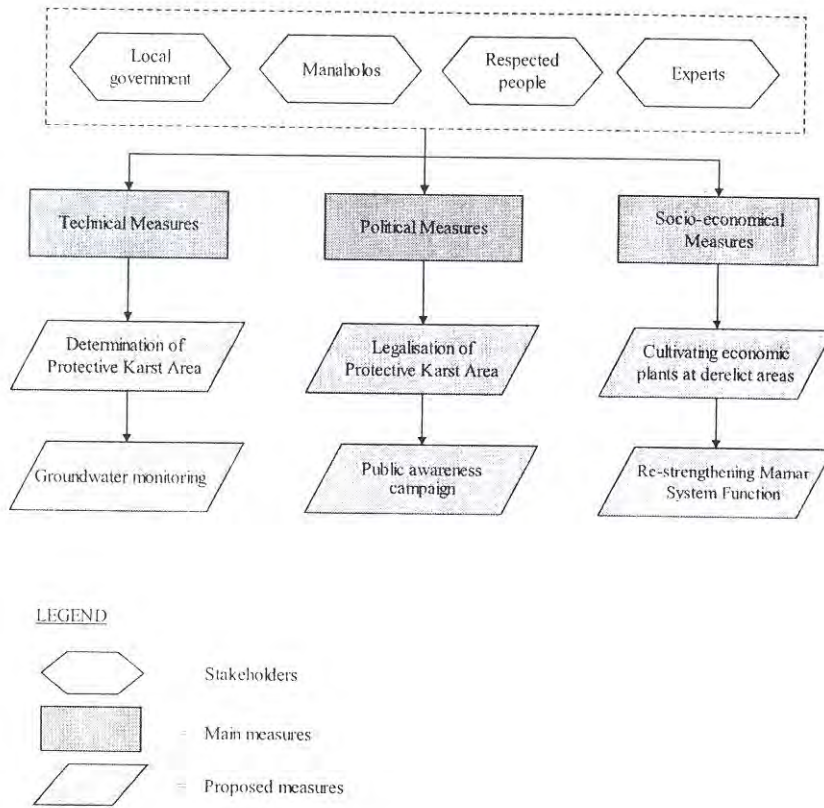 Local
government
Manaholos
Respected
people
Experts
Technical Measures
Political Measures
Socio-economical
Measures
Determination of
Protective Karst Area
Legalisation of
Protective Karst Area
Cultivating economic
plants at derelict areas
Groundwater monitoring
Public awareness
campaign
Re-strengthening Mamar
System Function
LEGEND
Stakeholders
= Main measures
= Proposed measures